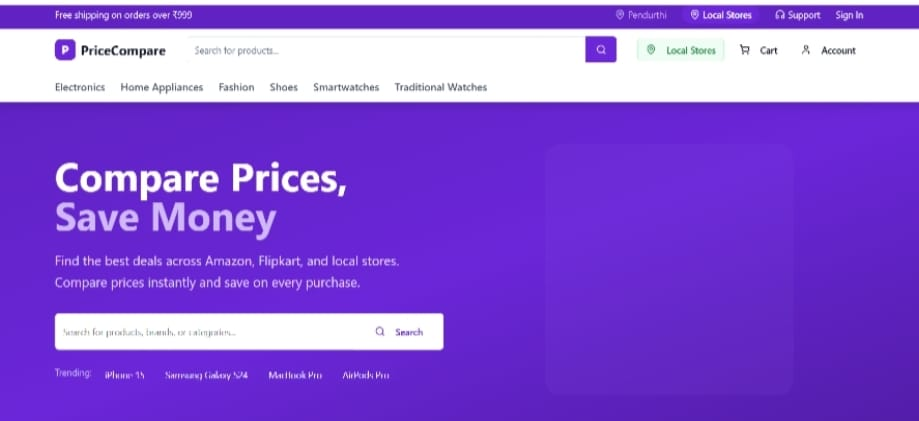 Free shipping on orders over ₹999
Pendurthi Local Stores Support Sign In
P PriceCompare Search for products... Local Stores Cart Account
Electronics Home Appliances Fashion Shoes Smartwatches Traditional Watches
Compare Prices,
Save Money
Find the best deals across Amazon, Flipkart, and local stores.
Compare prices instantly and save on every purchase.
Search for products, brands, or categories... Search
Trending: iPhone 15 Samsung Galaxy S24 MacBook Pro AirPods Pro